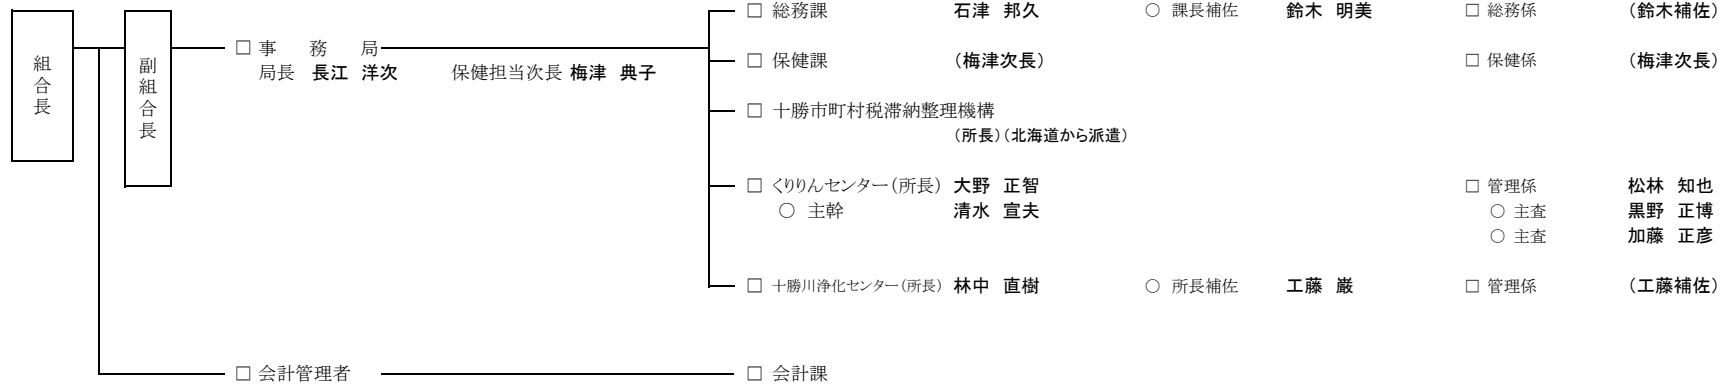 組合長
副組合長
□ 総務課 石津 邦久 ○ 課長補佐 鈴木 明美 □ 総務係 （鈴木補佐）
□ 事務局
局長 長江 洋次 保健担当次長 梅津 典子
□ 保健課 （梅津次長） □ 保健係 （梅津次長）
□ 十勝市町村税滞納整理機構
（所長）（北海道から派遣）
□ くりりんセンター（所長） 大野 正智 □ 管理係 松林 知也
○ 主幹 清水 宣夫 ○ 主査 黒野 正博
○ 主査 加藤 正彦
□ 十勝川浄化センター（所長） 林中 直樹 ○ 所長補佐 工藤 巌 □ 管理係 （工藤補佐）
□ 会計管理者 □ 会計課